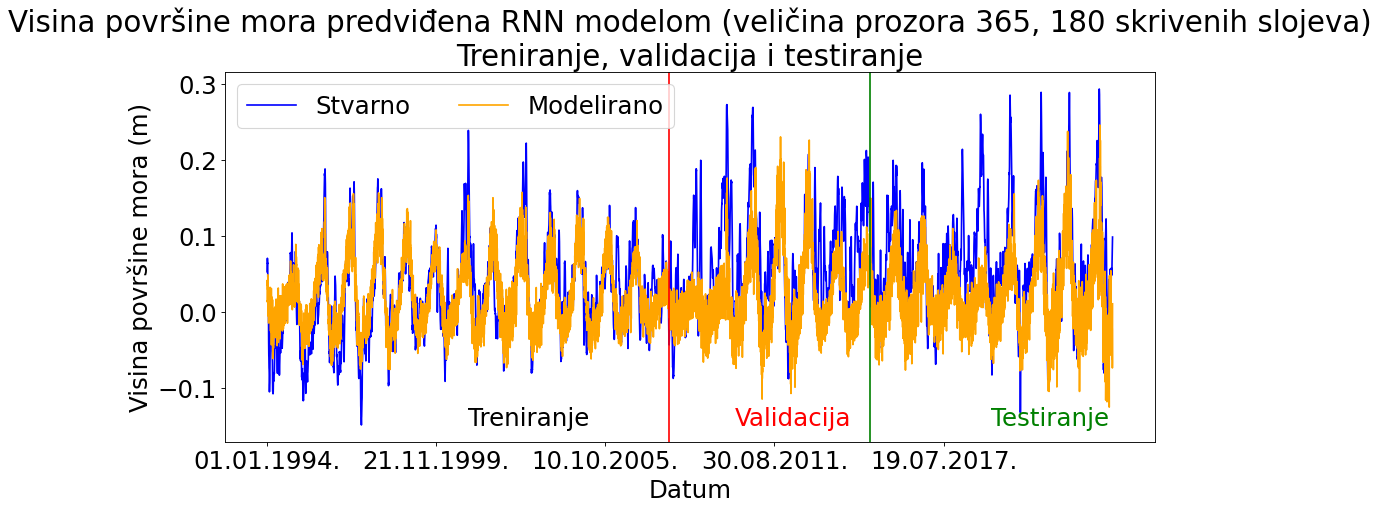 Visina površine mora predviđena RNN modelom (veličina prozora 365, 180 skrivenih slojeva)
Treniranje, validacija i testiranje
Stvarno
Modelirano
Visina površine mora (m)
0.3
0.2
0.1
0.0
−0.1
Treniranje
Validacija
Testiranje
01.01.1994.
21.11.1999.
10.10.2005.
30.08.2011.
19.07.2017.
Datum